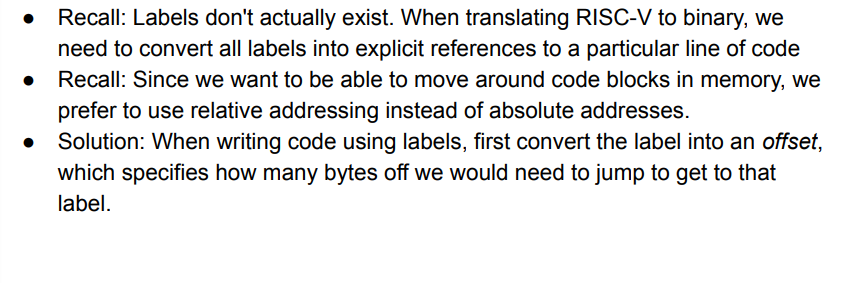 ● Recall: Labels don't actually exist. When translating RISC-V to binary, we
need to convert all labels into explicit references to a particular line of code
● Recall: Since we want to be able to move around code blocks in memory, we
prefer to use relative addressing instead of absolute addresses.
● Solution: When writing code using labels, first convert the label into an offset,
which specifies how many bytes off we would need to jump to get to that
label.